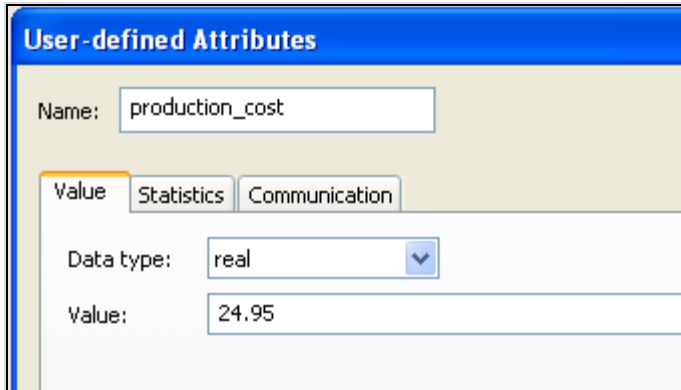 User-defined Attributes
Name: production_cost
Value Statistics Communication
Data type: real
Value: 24.95